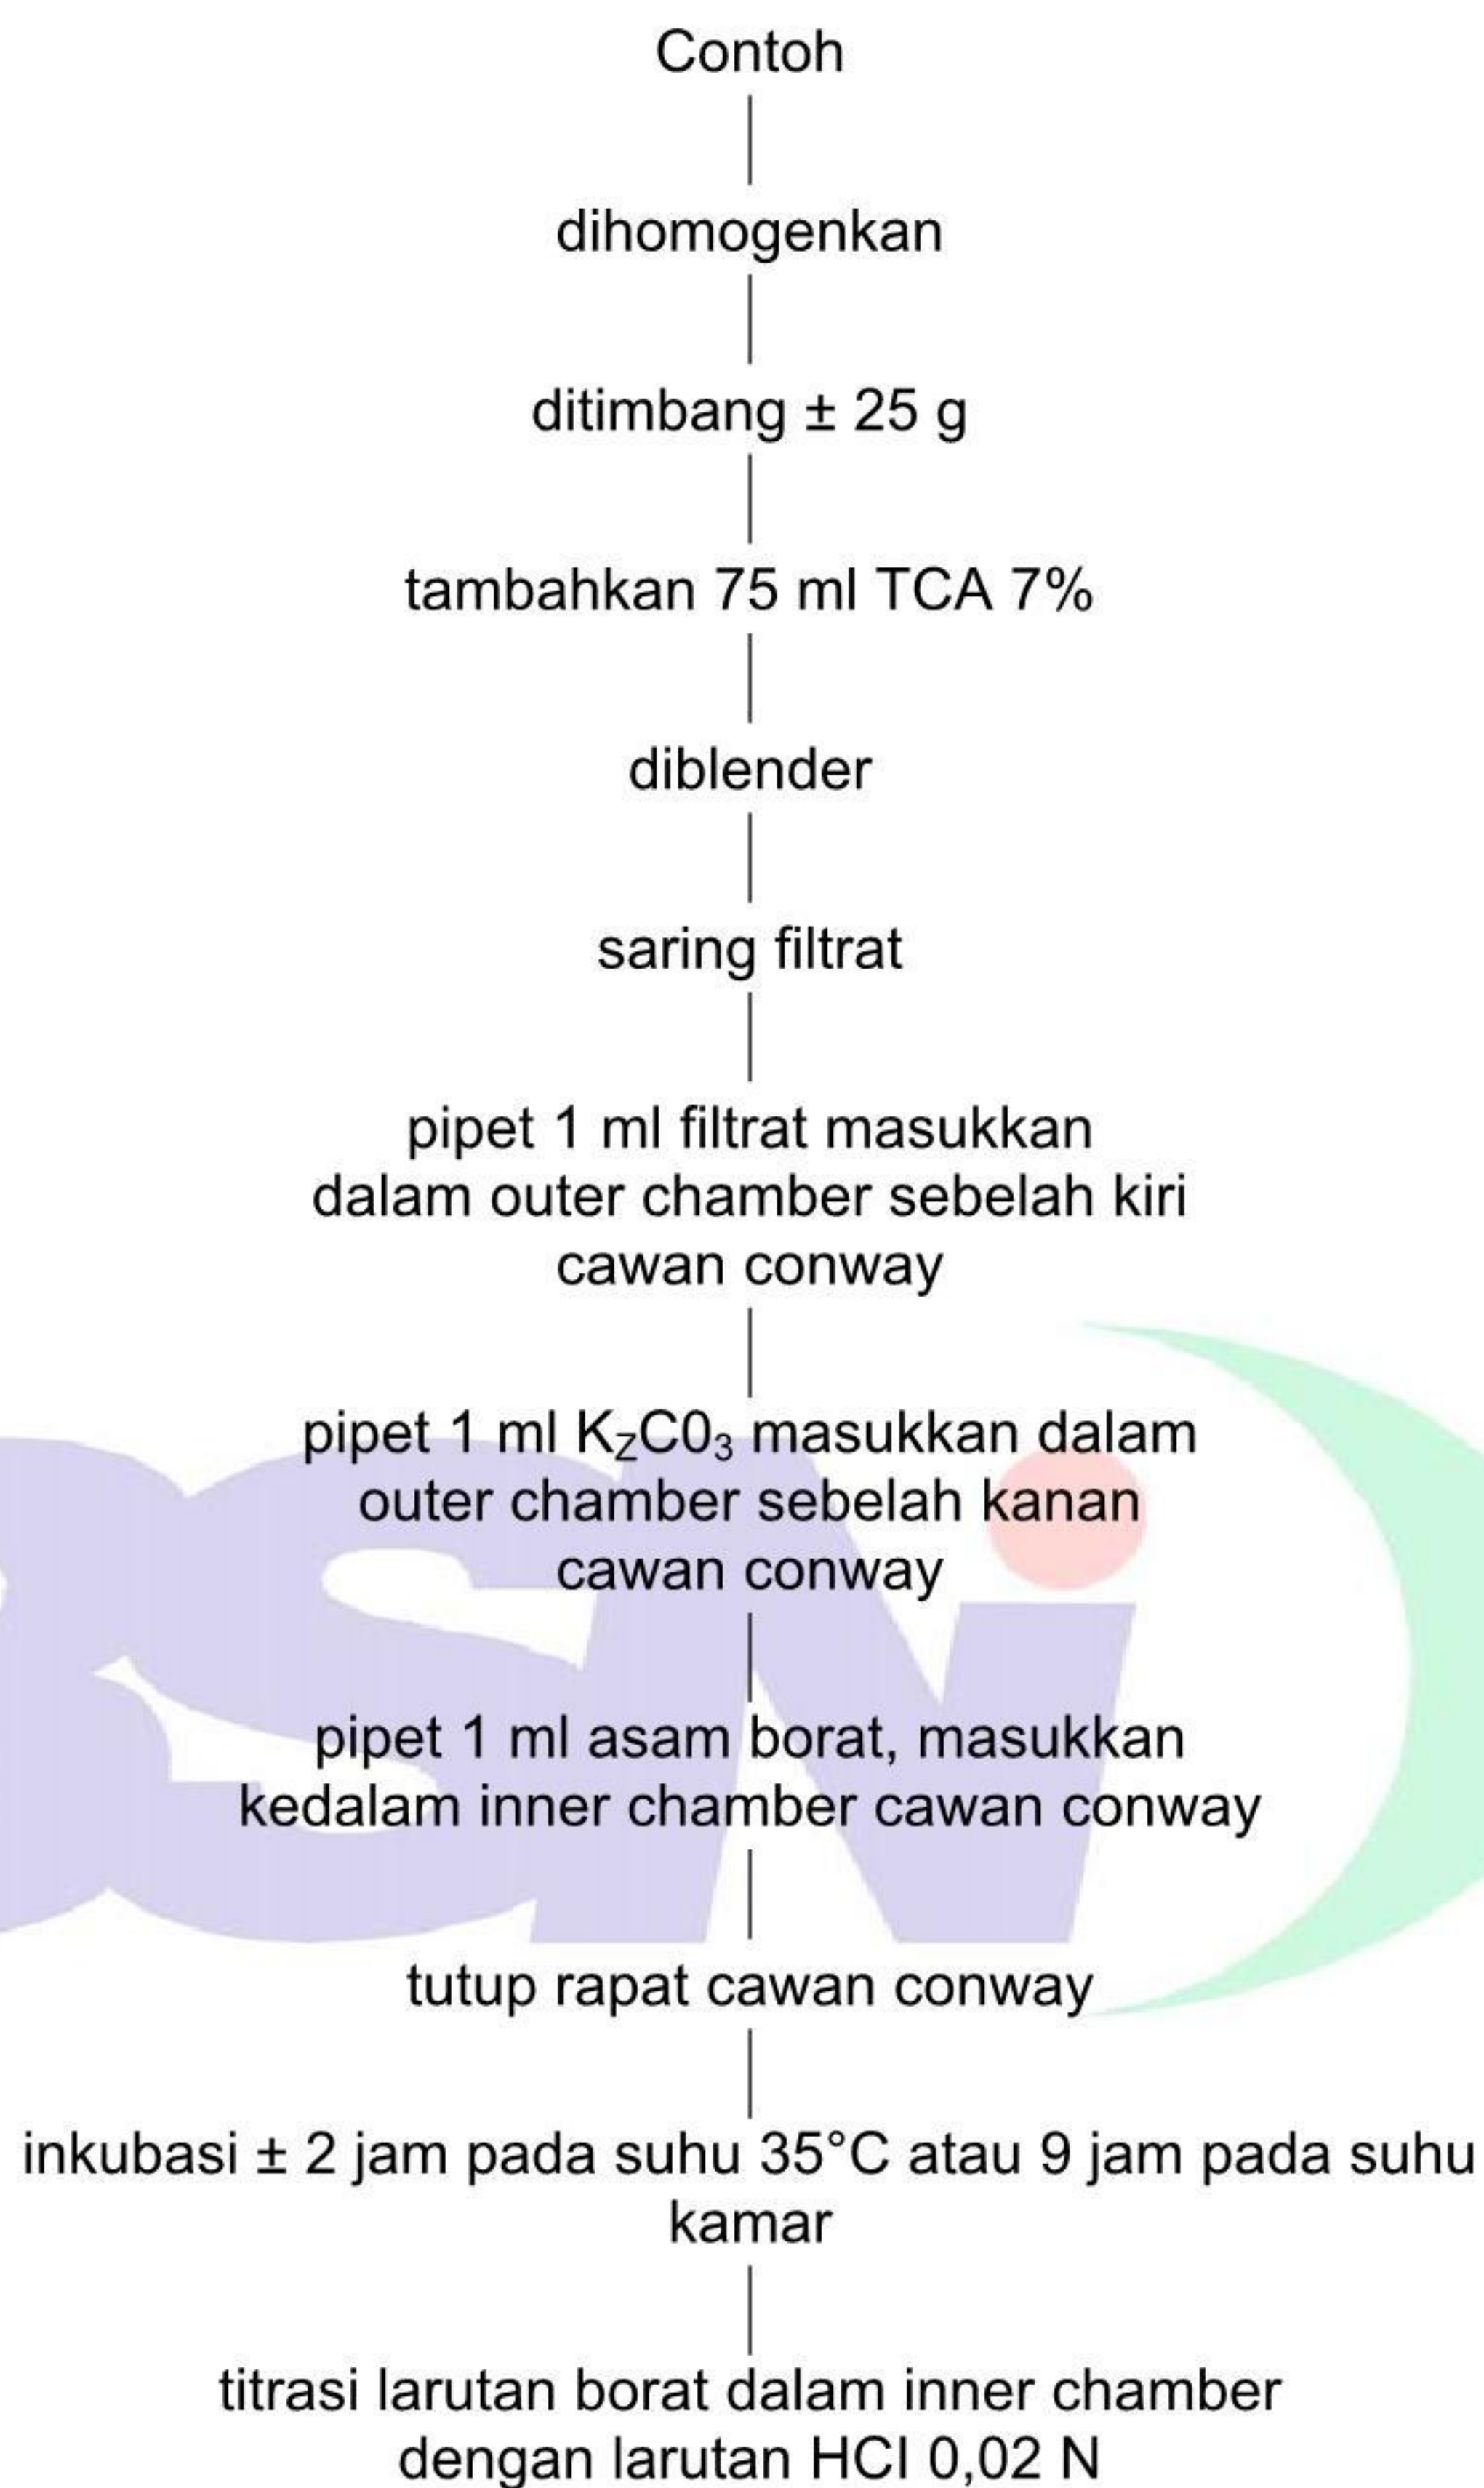 Contoh
dihomogenkan
ditimbang ± 25 g
tambahkan 75 ml TCA 7%
diblender
saring filtrat
pipet 1 ml filtrat masukkan
dalam outer chamber sebelah kiri
cawan conway
pipet 1 ml KZC03 masukkan dalam
outer chamber sebelah kanan
cawan conway
pipet 1 ml asam borat, masukkan
kedalam inner chamber cawan conway
tutup rapat cawan conway
inkubasi ± 2 jam pada suhu 35°C atau 9 jam pada suhu
kamar
titrasi larutan borat dalam inner chamber
dengan larutan HCl 0,02 N